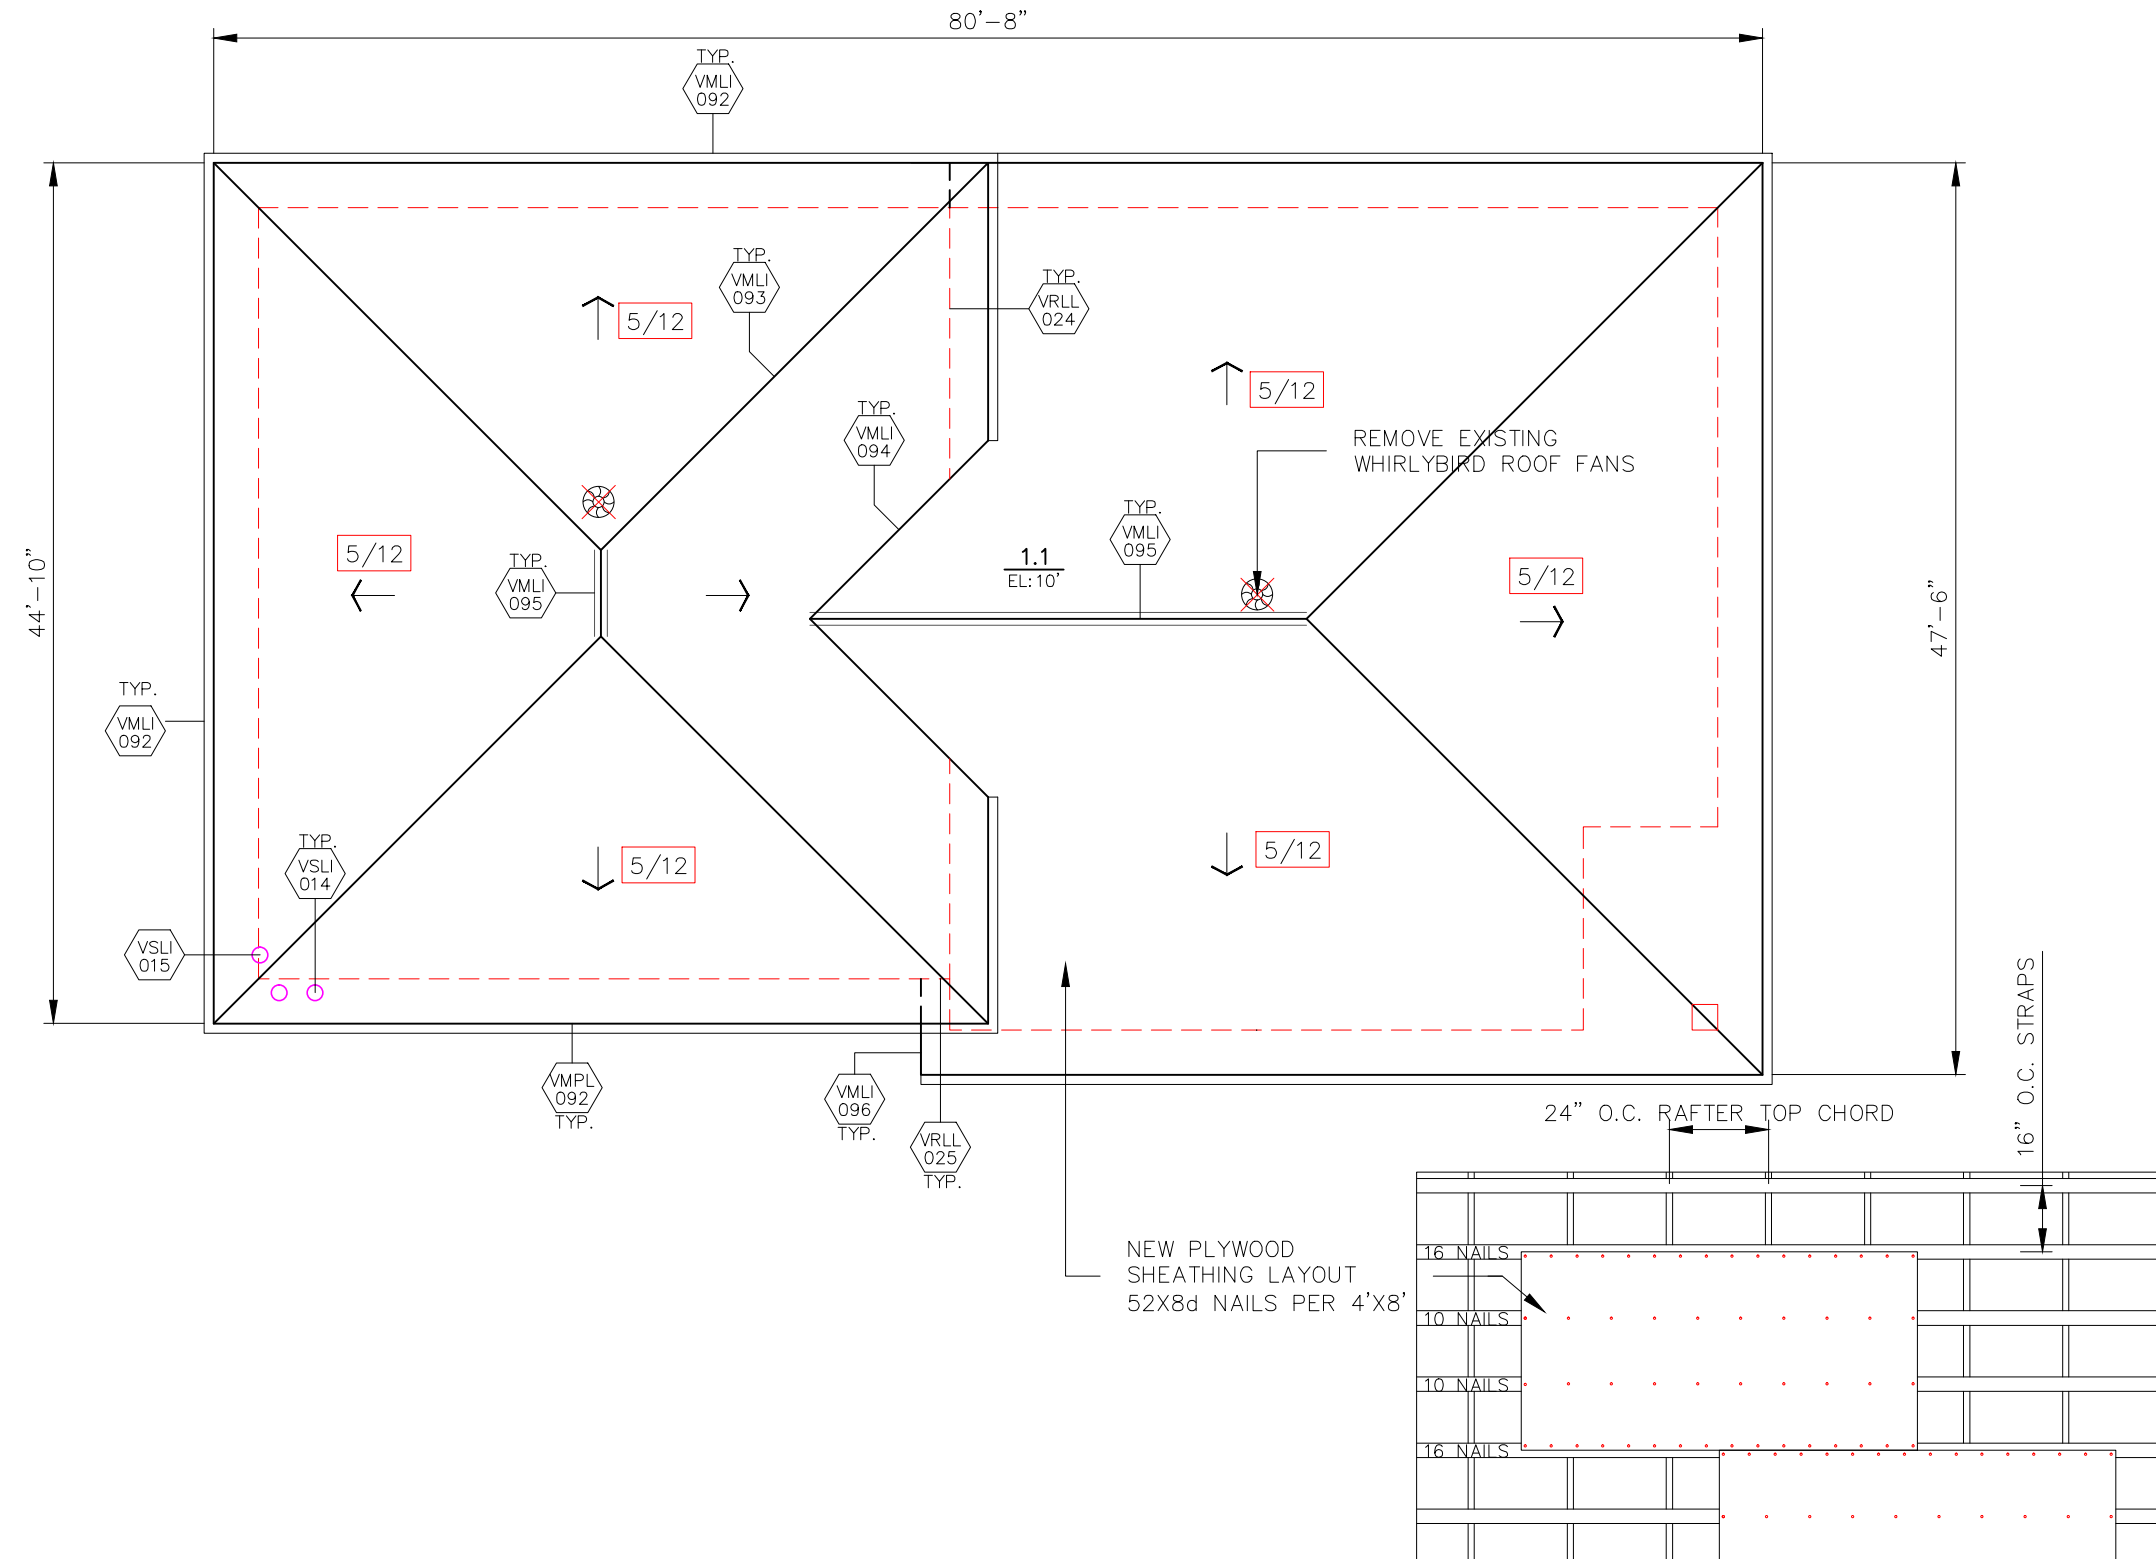 80'-8"
TYP.
VMLI
092
TYP.
VMLI
093
TYP.
VRLL
024
5/12
5/12
TYP.
VMLI
094
REMOVE EXISTING
WHIRLYBIRD ROOF FANS
44'-10"
5/12
TYP.
VMLI
095
1.1
EL: 10'
TYP.
VMLI
095
5/12
47'-6"
TYP.
VMLI
092
TYP.
VSLI
014
5/12
5/12
VSLI
015
VMPL
092
TYP.
VMLI
096
TYP.
VRLL
025
TYP.
24" O.C. RAFTER TOP CHORD
16" O.C. STRAPS
NEW PLYWOOD
SHEATHING LAYOUT
52X8d NAILS PER 4'X8'
16 NAILS
10 NAILS
10 NAILS
16 NAILS